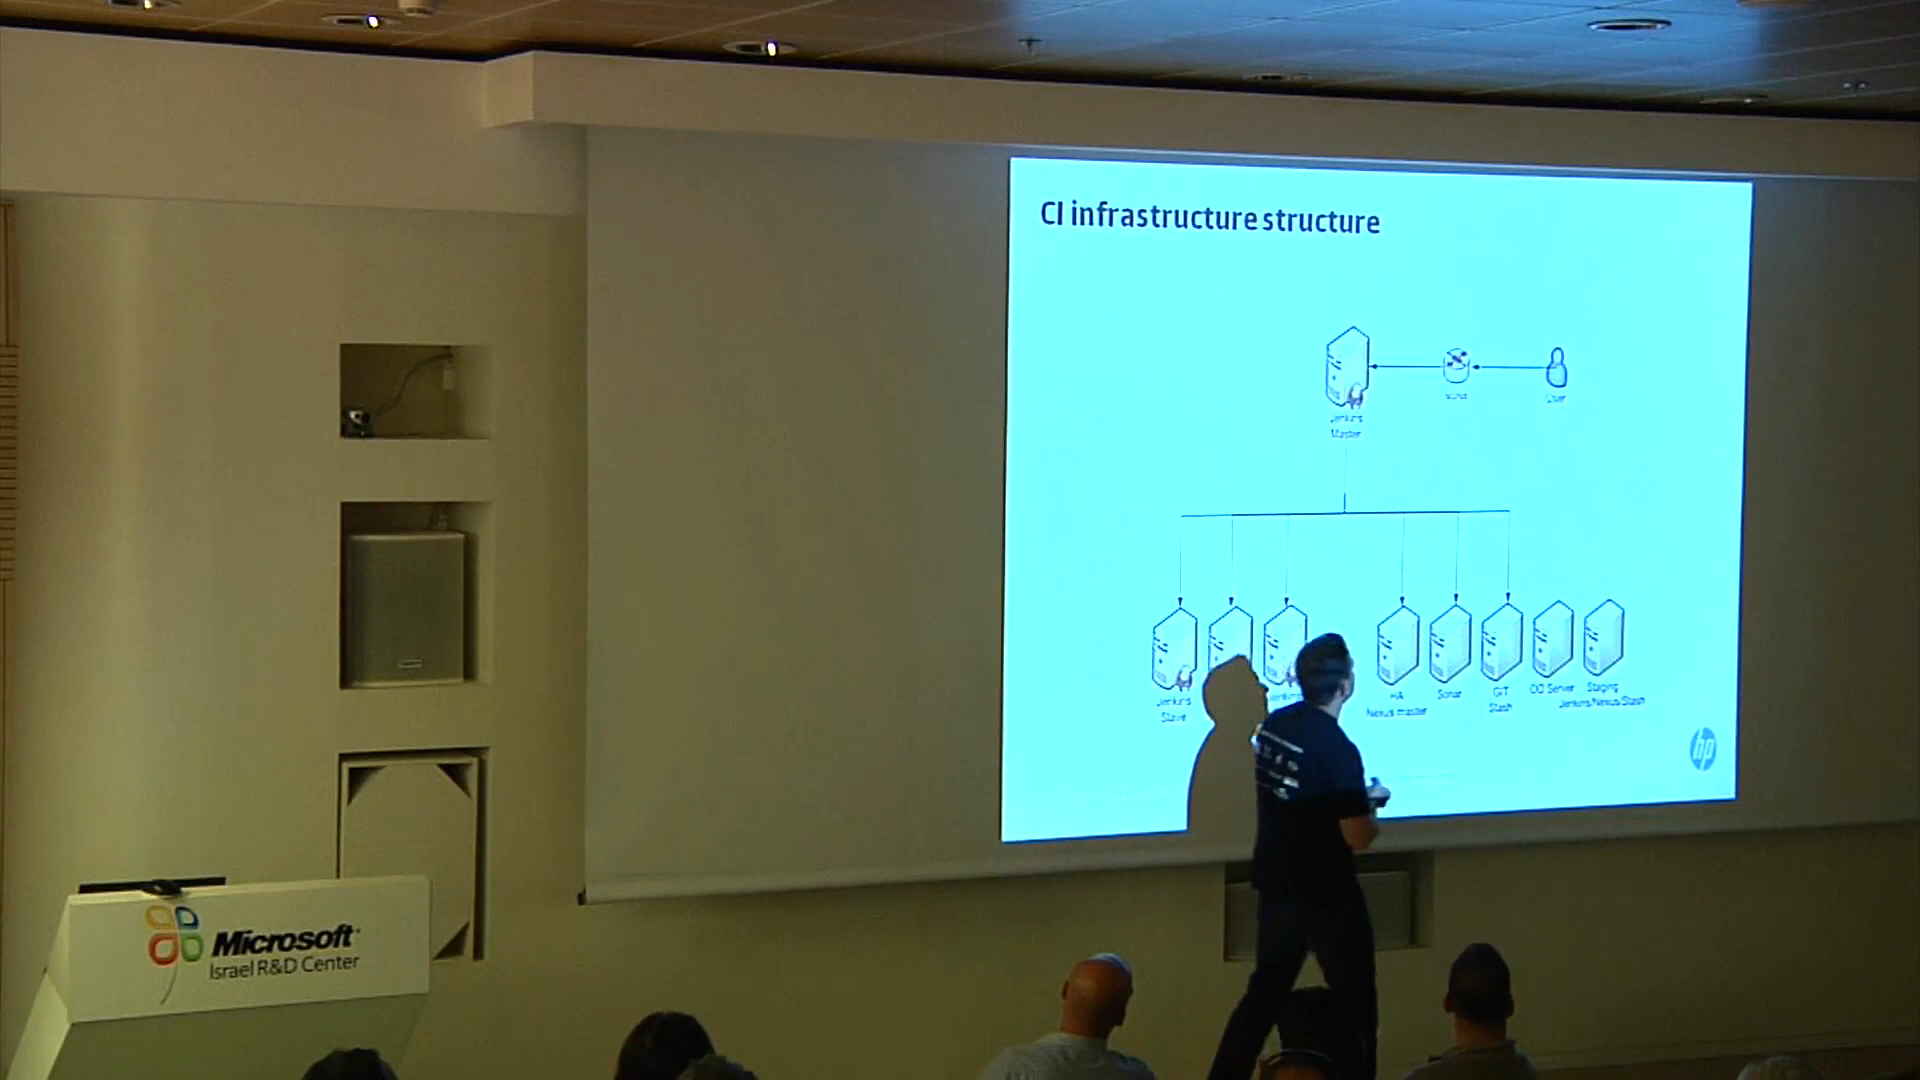 CI infrastructure structure
User
Jenkins
Master
Jenkins
Slave
Jenkins
HA
Nexus master
Sonar
GIT
Stash
OO Server
Staging
Jenkins/Nexus/Stash
hp
Microsoft
Israel R&D Center